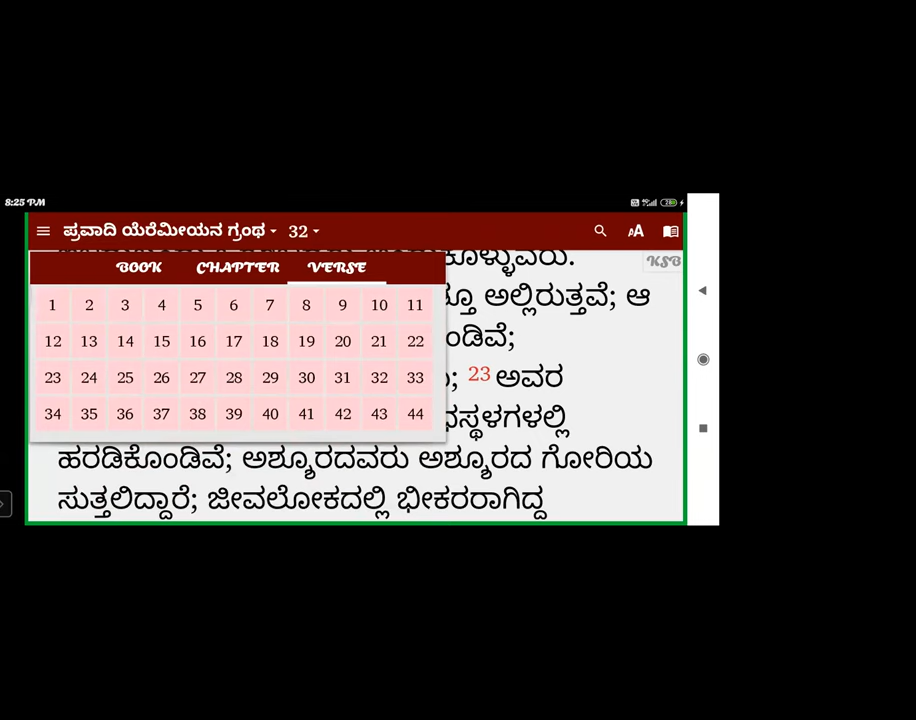 8:25 PM
28
ಪ್ರವಾದಿ ಯೆರೆಮೀಯನ ಗ್ರಂಥ 32
AA
ಕೊಳ್ಳುವರು.
KSB
BOOK CHAPTER VERSE
ಅಲ್ಲಿರುತ್ತವೆ; ಆ
1 2 3 4 5 6 7 8 9 10 11
12 13 14 15 16 17 18 19 20 21 22
23 24 25 26 27 28 29 30 31 32 33
23 ಅವರ
34 35 36 37 38 39 40 41 42 43 44
ಹರಡಿಕೊಂಡಿವೆ; ಅಶ್ಶೂರದವರು ಅಶ್ಶೂರದ ಗೋರಿಯ
ಸುತ್ತಲಿದ್ದಾರೆ; ಜೀವಲೋಕದಲ್ಲಿ ಭೀಕರರಾಗಿದ್ದ